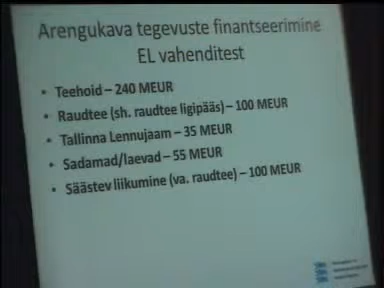 Arengukava tegevuste finantseerimine
EL vahenditest
• Teehoid – 240 MEUR
• Raudtee (sh. raudtee ligipääs) – 100 MEUR
• Tallinna Lennujaam – 35 MEUR
• Sadamad/laevad – 55 MEUR
• Säästev liikumine (va. raudtee) – 100 MEUR